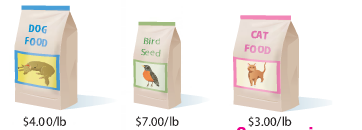 DOG
FOOD
Bird
Seed
CAT
FOOD
$4.00/lb
$7.00/lb
$3.00/lb